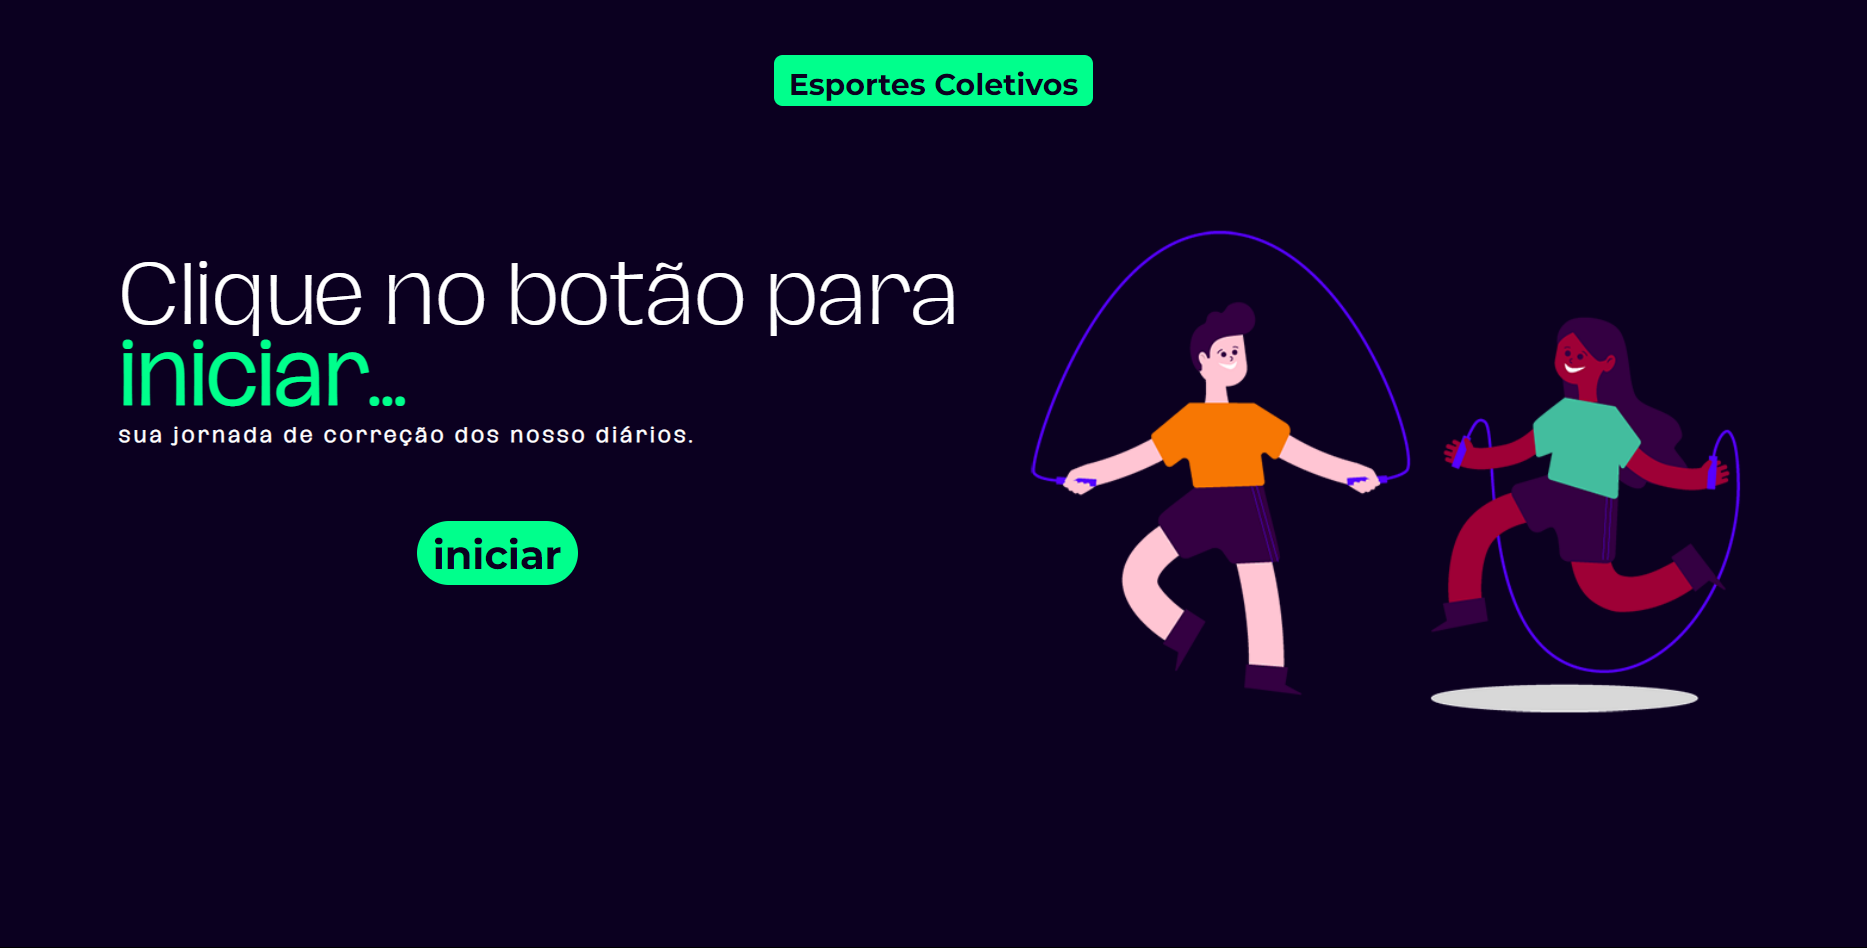 Esportes Coletivos
Clique no botão para
iniciar...
sua jornada de correção dos nosso diários.
iniciar